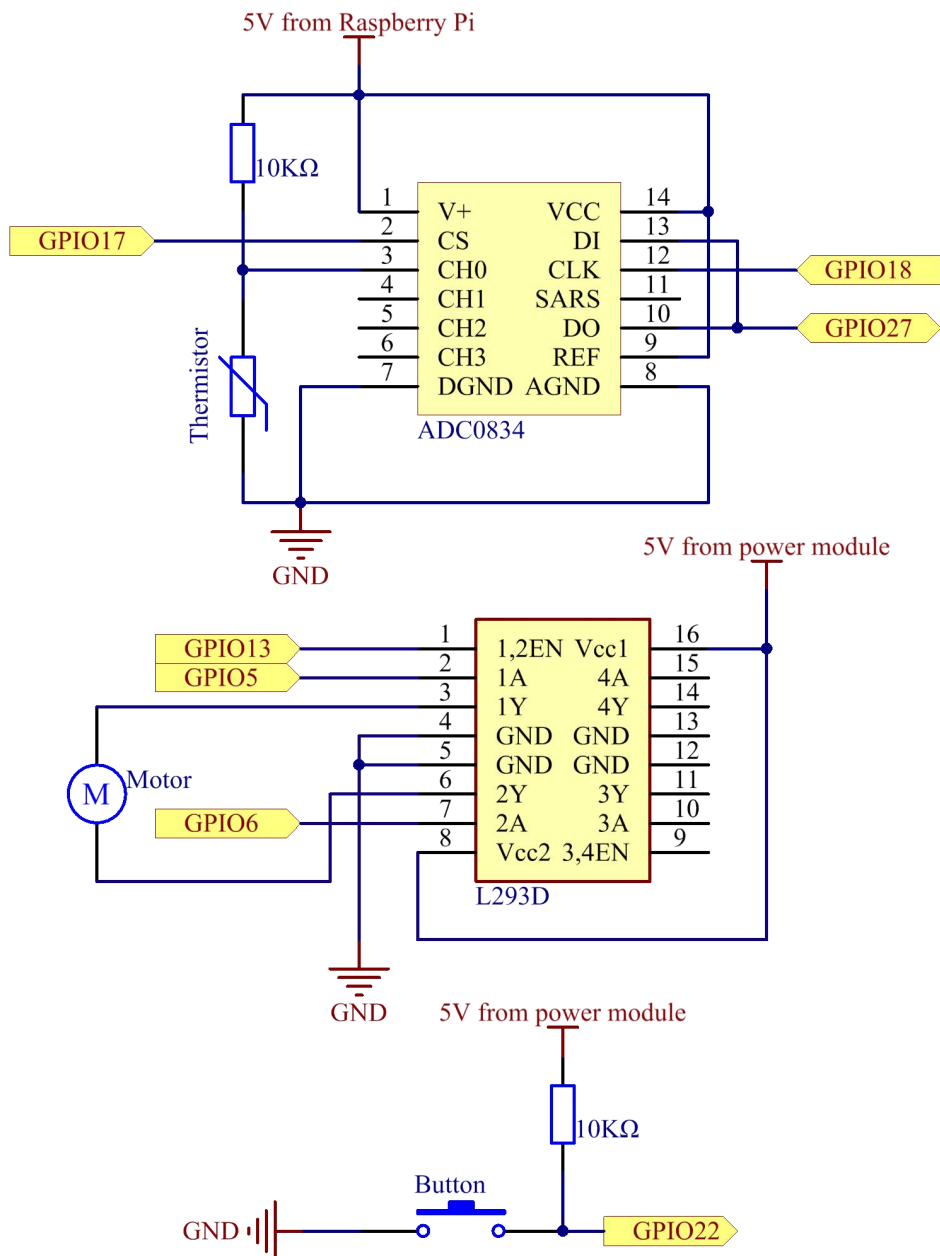 5V from Raspberry Pi
10KΩ
1 V+ VCC 14
GPIO17 2 CS DI 13
3 CH0 CLK 12 GPIO18
4 CH1 SARS 11
5 CH2 DO 10 GPIO27
6 CH3 REF 9
7 DGND AGND 8
Thermistor
ADC0834
GND
5V from power module
GPIO13 1 1,2EN Vcc1 16
GPIO5 2 1A 4A 15
3 1Y 4Y 14
4 GND GND 13
5 GND GND 12
M Motor 6 2Y 3Y 11
GPIO6 7 2A 3A 10
8 Vcc2 3,4EN 9
L293D
GND
5V from power module
10KΩ
Button
GND GPIO22